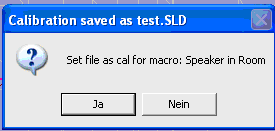 Calibration saved as test.SLD
Set file as cal for macro: Speaker in Room
Ja
Nein